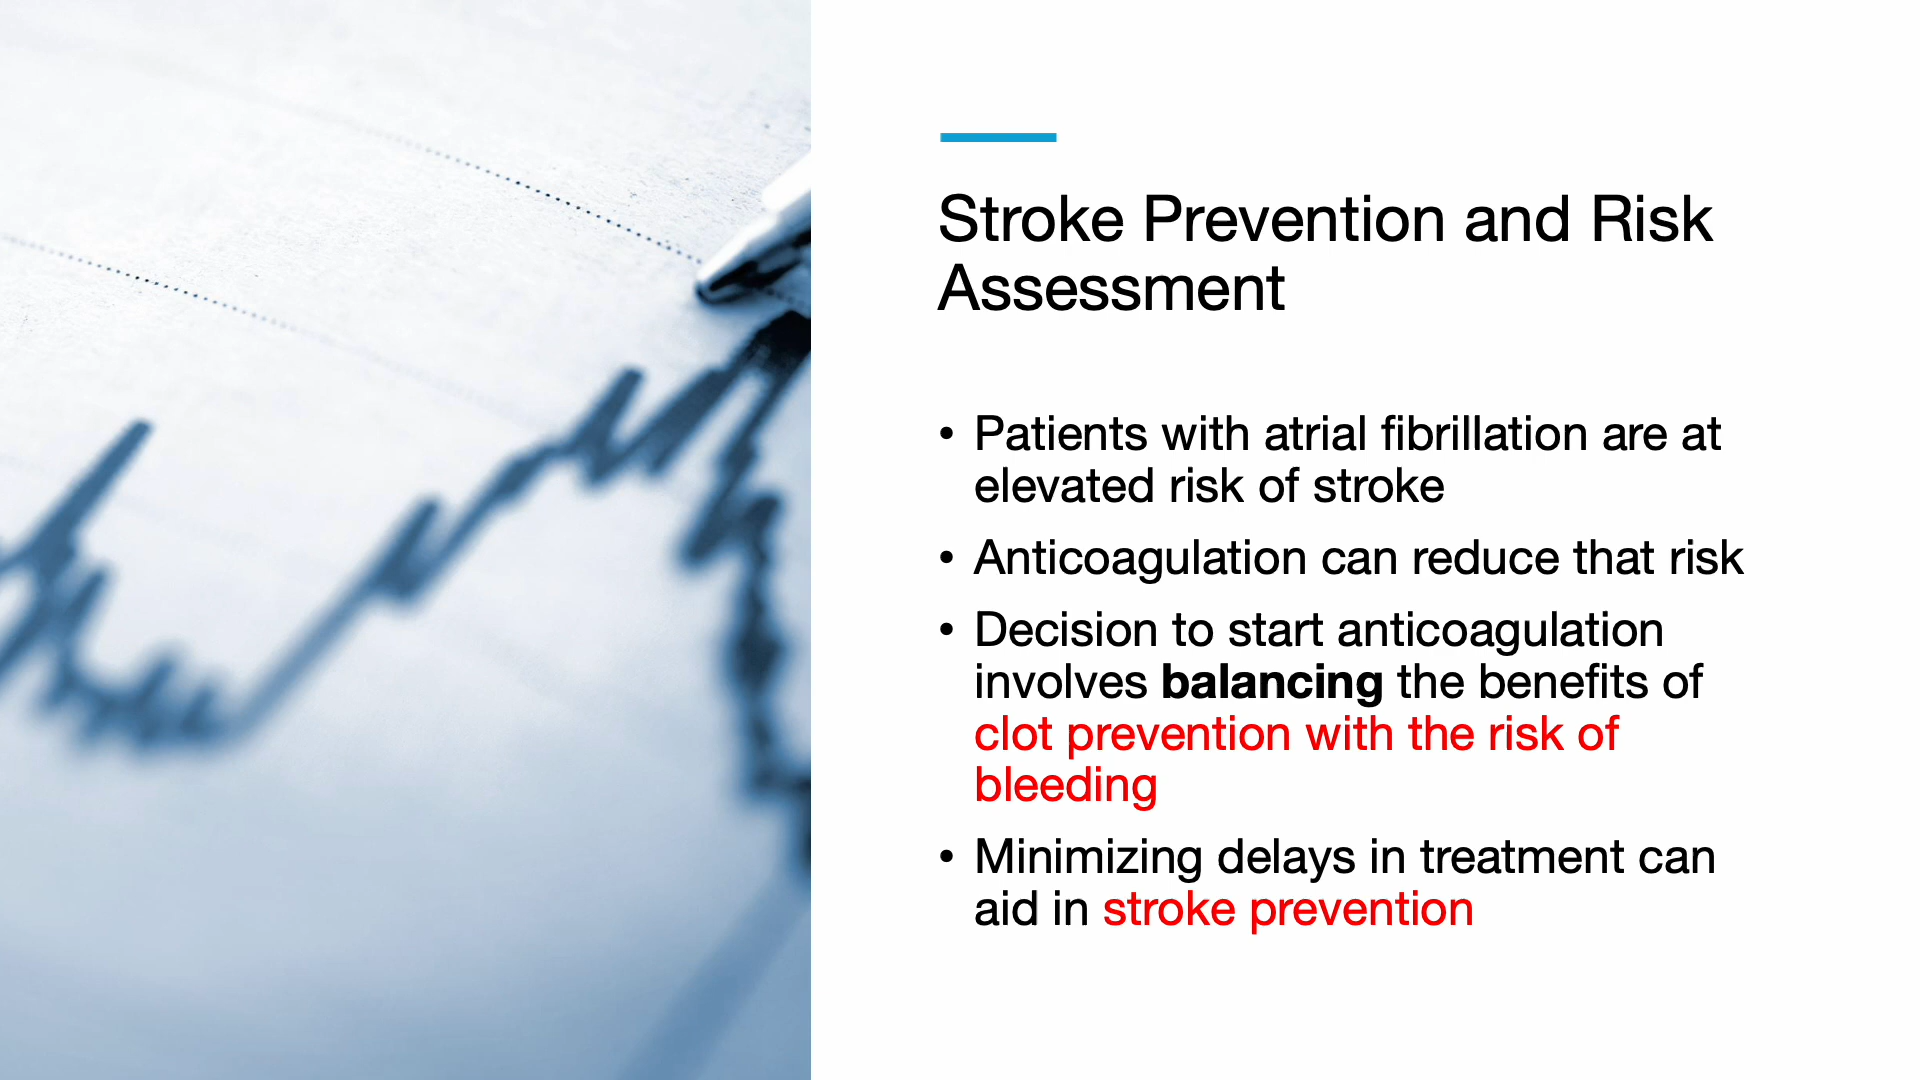 Stroke Prevention and Risk
Assessment
• Patients with atrial fibrillation are at
elevated risk of stroke
• Anticoagulation can reduce that risk
• Decision to start anticoagulation
involves balancing the benefits of
clot prevention with the risk of
bleeding
• Minimizing delays in treatment can
aid in stroke prevention